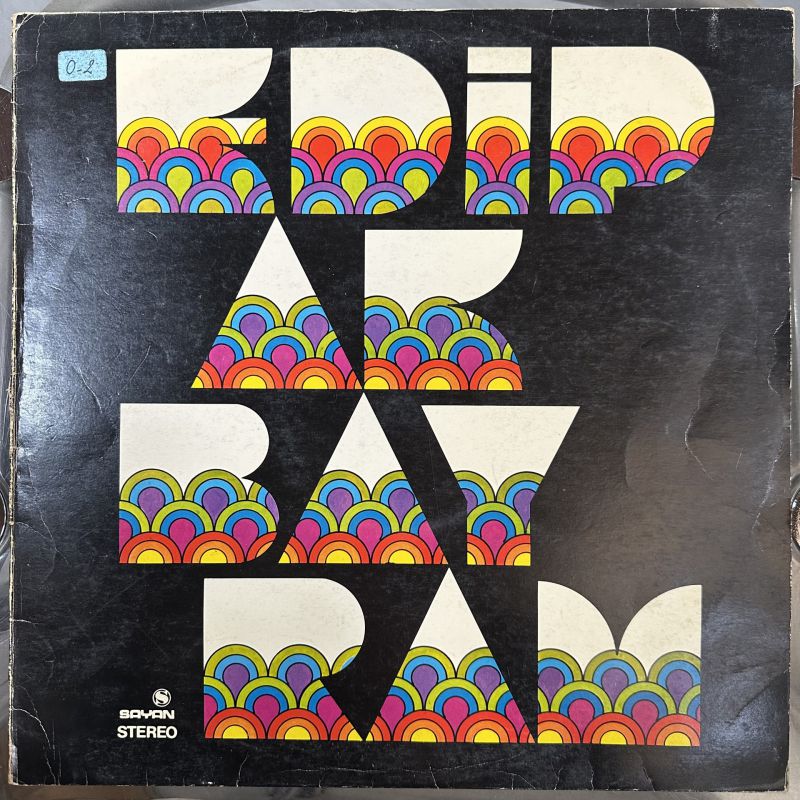 0-2
EDİP
AK
BAY
RAM
S
SAYAN
STEREO